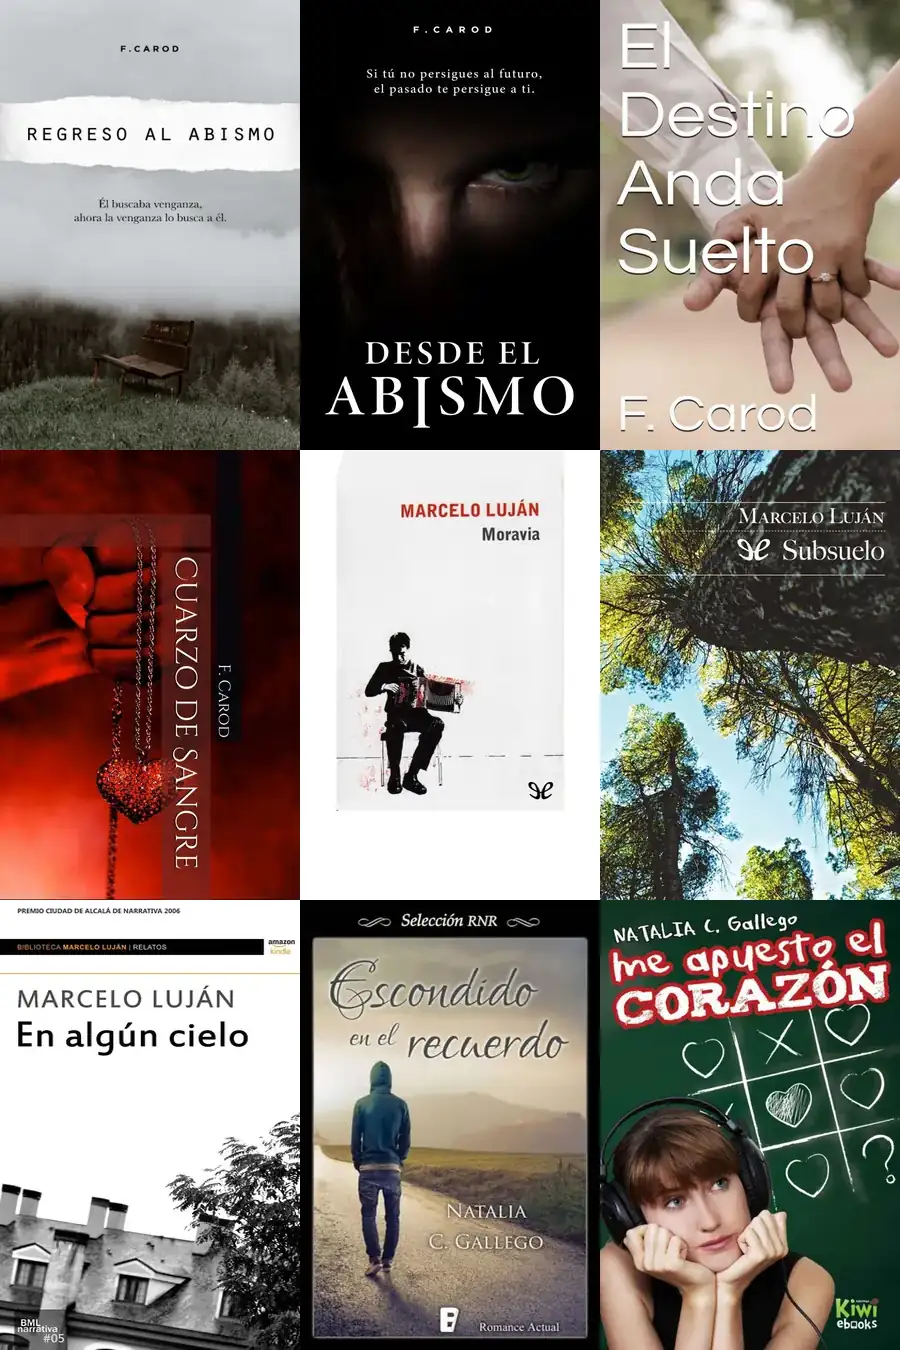 F.CAROD
REGRESO AL ABISMO
Él buscaba venganza,
ahora la venganza lo busca a él.
F.CAROD
Si tú no persigues al futuro,
el pasado te persigue a ti.
DESDE EL
ABISMO
El
Destino
Anda
Suelto
F. Carod
CUARZO DE SANGRE
F. CAROD
MARCELO LUJÁN
Moravia
MARCELO LUJÁN
Subsuelo
PREMIO CIUDAD DE ALCALÁ DE NARRATIVA 2006
BIBLIOTECA MARCELO LUJÁN | RELATOS
amazon
kindle
MARCELO LUJÁN
En algún cielo
BML
narrativa
#05
Selección RNR
Escondido
en el recuerdo
NATALIA
C. GALLEGO
B
Romance Actual
NATALIA C. Gallego
me apuesto el
CORAZÓN
?
Kiwi
ebooks